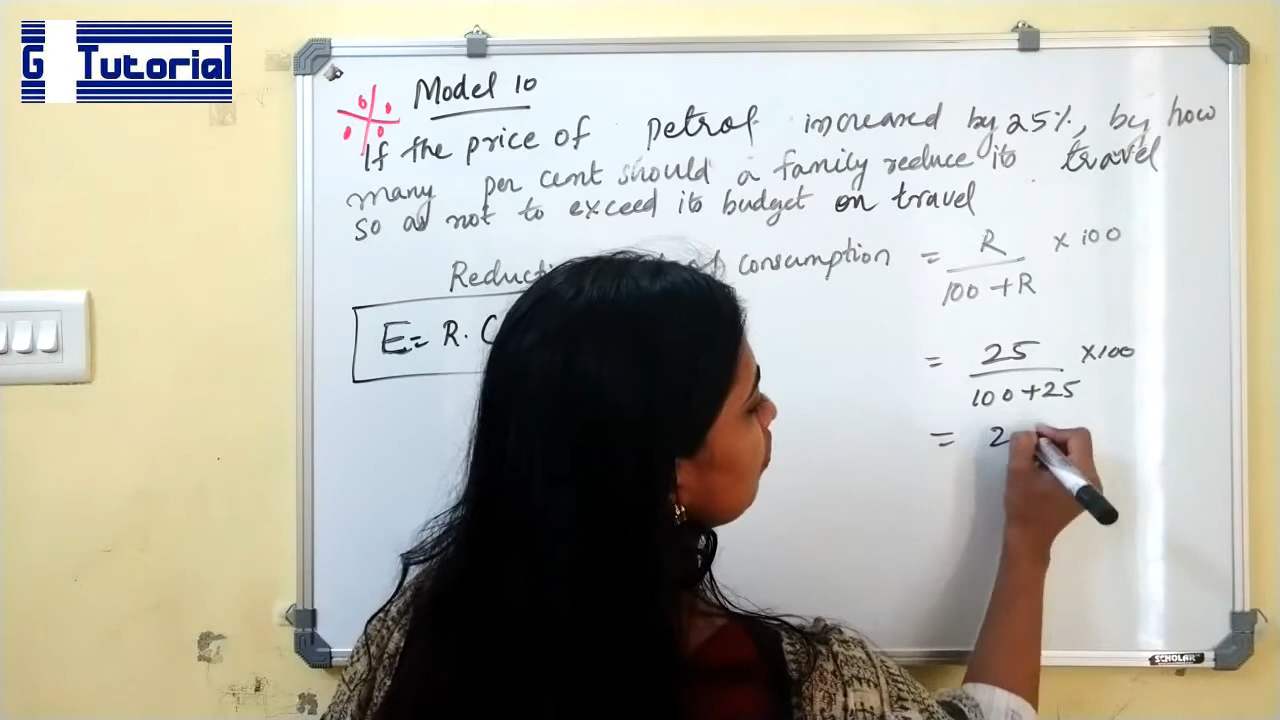 G Tutorial
Model 10
If the price of petrol increased by 25%, by how
many per cent should a family reduce its travel
so as not to exceed its budget on travel
consumption = R / 100 + R × 100
E = R. C
= 25 / 100+25 ×100
= 2
SCHOLAR